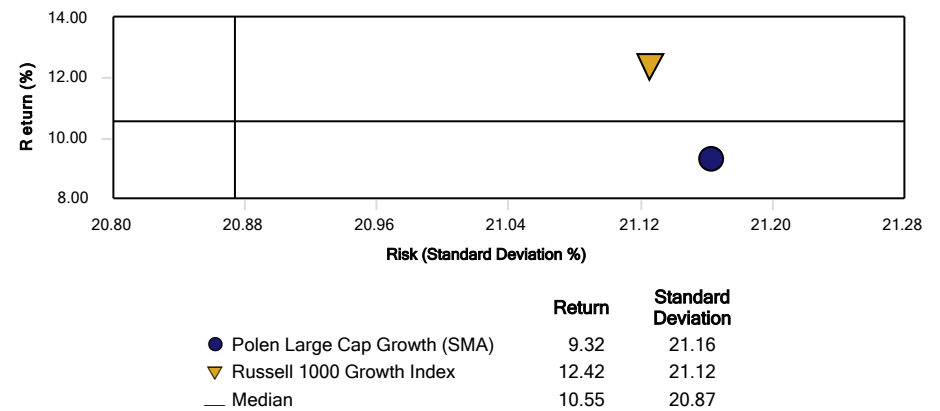 14.00
12.00
10.00
8.00
Return (%)
20.80 20.88 20.96 21.04 21.12 21.20 21.28
Risk (Standard Deviation %)
Return Standard Deviation
Polen Large Cap Growth (SMA) 9.32 21.16
Russell 1000 Growth Index 12.42 21.12
Median 10.55 20.87